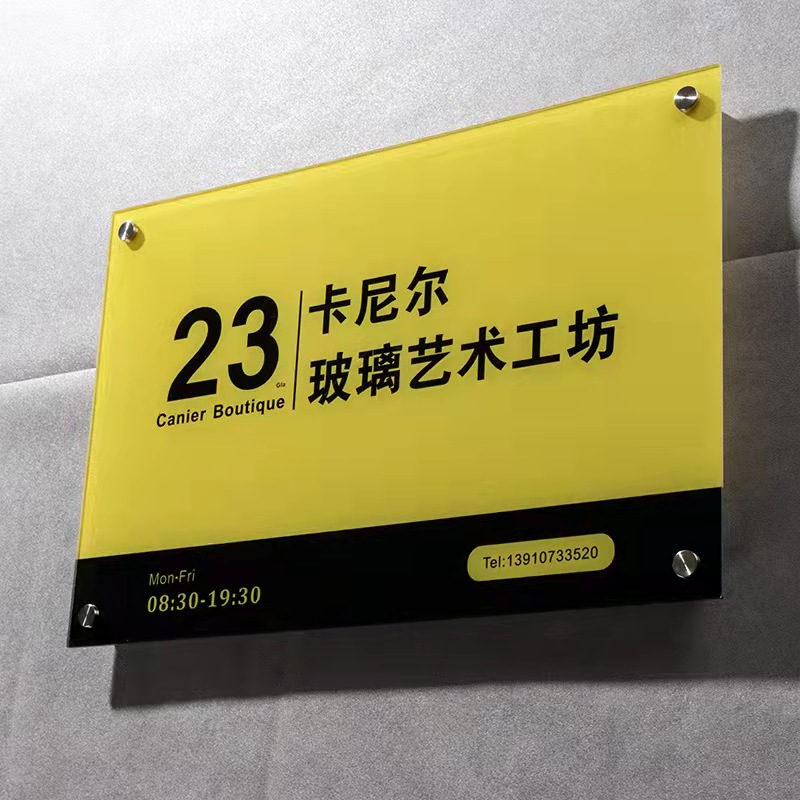 23
Gla
Canier Boutique
卡尼尔
玻璃艺术工坊
Mon-Fri
08:30-19:30
Tel:13910733520